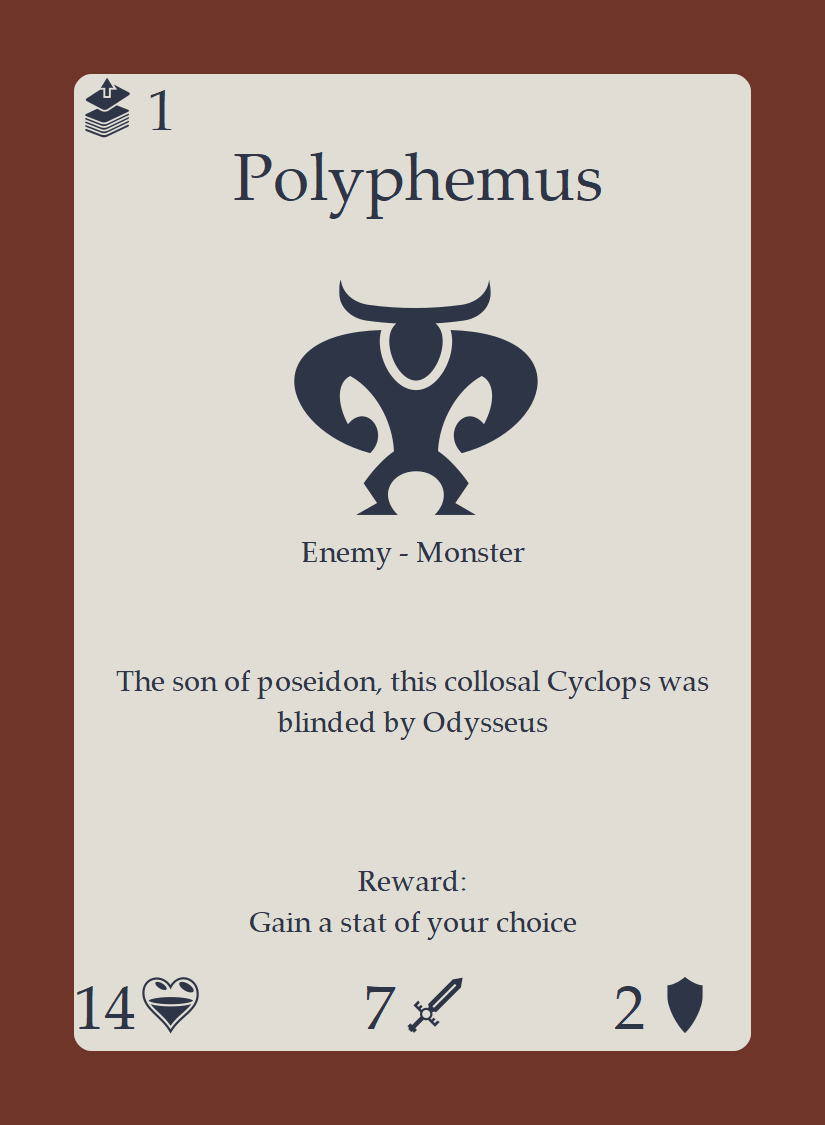 1
Polyphemus
Enemy - Monster
The son of poseidon, this collosal Cyclops was
blinded by Odysseus
Reward:
Gain a stat of your choice
14 7 2